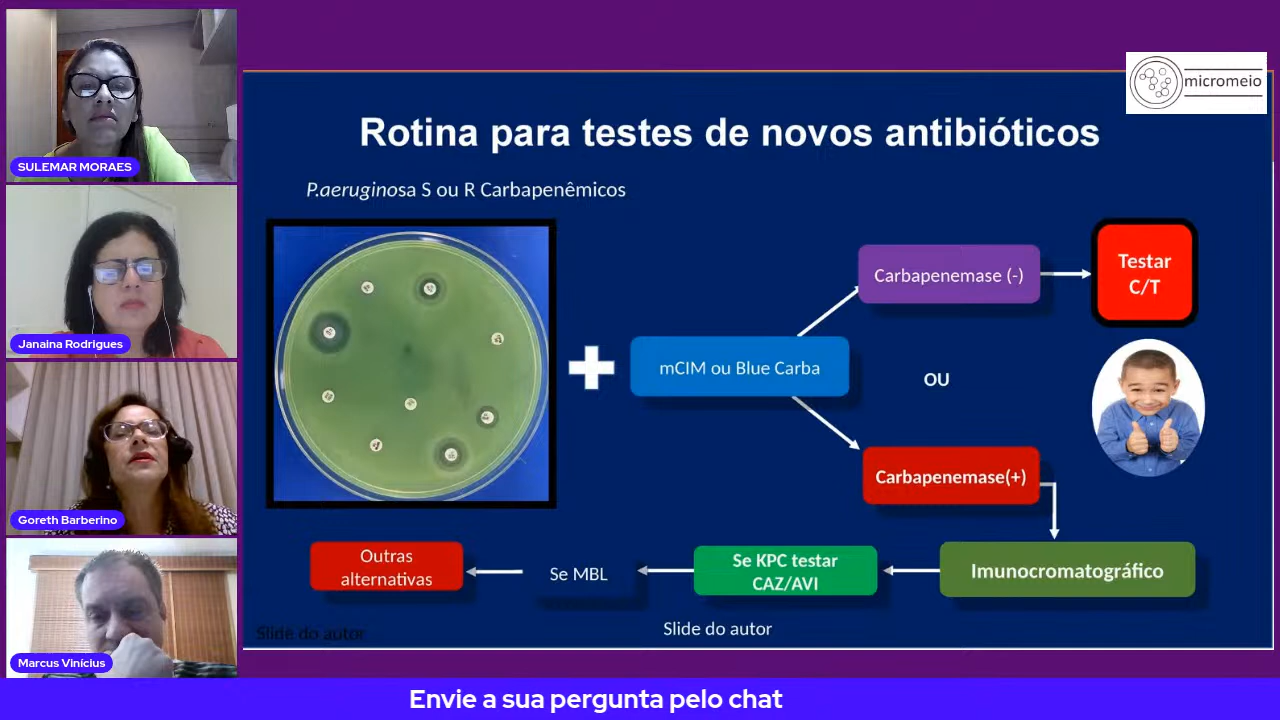 SULEMAR MORAES
Janaina Rodrigues
Goreth Barberino
Marcus Vinícius
micromeio
Rotina para testes de novos antibióticos
P.aeruginosa S ou R Carbapenêmicos
mCIM ou Blue Carba
Carbapenemase (-)
Testar
C/T
OU
Carbapenemase(+)
Imunocromatográfico
Se KPC testar
CAZ/AVI
Se MBL
Outras
alternativas
Slide do autor
Slide do autor
Envie a sua pergunta pelo chat